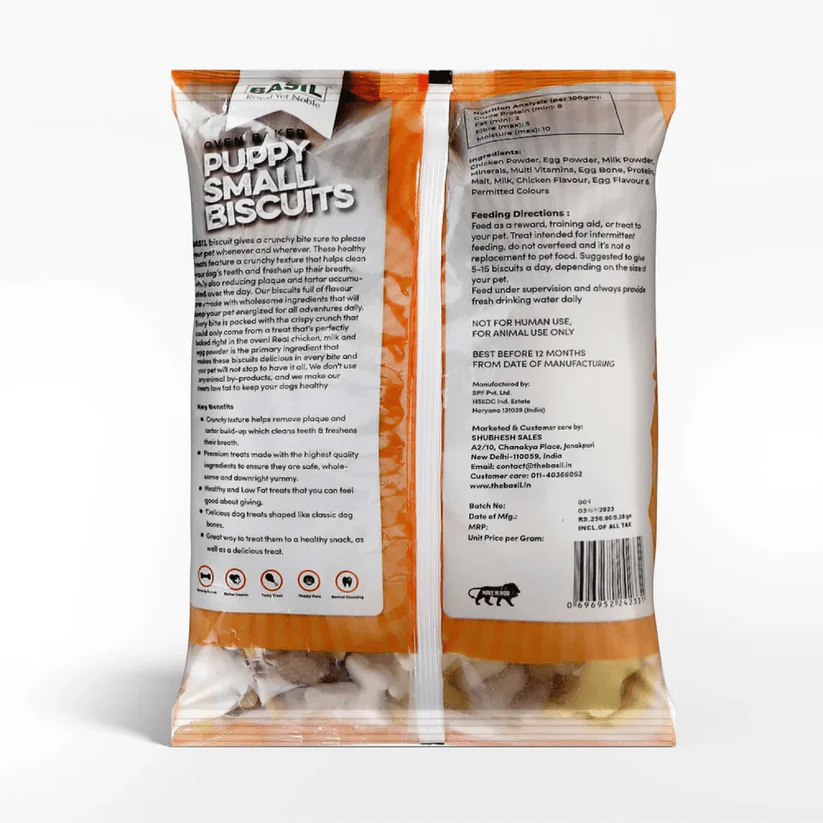 BASIL
Royal Yet Noble
OVEN BAKED
PUPPY
SMALL
BISCUITS
BASIL biscuit gives a crunchy bite sure to please
your pet whenever and wherever. These healthy
treats feature a crunchy texture that helps clean
your dog's teeth and freshen up their breath,
while also reducing plaque and tartar accumu-
lated, over the day. Our biscuits full of flavour
are made with wholesome ingredients that will
keep your pet energized for all adventures daily.
Every bite is packed with the crispy crunch that
could only come from a treat that's perfectly
baked right in the oven! Real chicken, milk and
egg powder is the primary ingredient that
makes these biscuits delicious in every bite and
your pet will not stop to have it all. We don't use
any animal by-products, and we make our
treats low fat to keep your dogs healthy
Key Benefits
• Crunchy texture helps remove plaque and
tartar build-up which cleans teeth & freshens
their breath.
• Premium treats made with the highest quality
ingredients to ensure they are safe, whole-
some and downright yummy.
• Healthy and Low Fat treats that you can feel
good about giving.
• Delicious dog treats shaped like classic dog
bones.
• Great way to treat them to a healthy snack, as
well as a delicious treat.
Tasty Treat Happy Pets Dental Cleaning
Nutrition Analysis (per 100gm):
Crude Protein (min): 8
Fat (min): 2
Fibre (max): 5
Moisture (max): 10
Ingredients:
Chicken Powder, Egg Powder, Milk Powder,
Minerals, Multi Vitamins, Egg Bone, Protein,
Malt, Milk, Chicken Flavour, Egg Flavour &
Permitted Colours
Feeding Directions :
Feed as a reward, training aid, or treat to
your pet. Treat intended for intermittent
feeding, do not overfeed and it's not a
replacement to pet food. Suggested to give
5-15 biscuits a day, depending on the size of
your pet.
Feed under supervision and always provide
fresh drinking water daily
NOT FOR HUMAN USE,
FOR ANIMAL USE ONLY
BEST BEFORE 12 MONTHS
FROM DATE OF MANUFACTURING
Manufactured by:
SPF Pvt. Ltd.
HSIIDC Ind. Estate
Haryana 131029 (India)
Marketed & Customer care by:
SHUBHESH SALES
A2/10, Chanakya Place, Janakpuri
New Delhi-110059, India
Email: contact@thebasil.in
Customer care: 011-40366052
www.thebasil.in
Batch No:
Date of Mfg.:
MRP: RS.250.00
INCL.OF ALL TAX
Unit Price per Gram:
MAKE IN INDIA
0 696952 242331